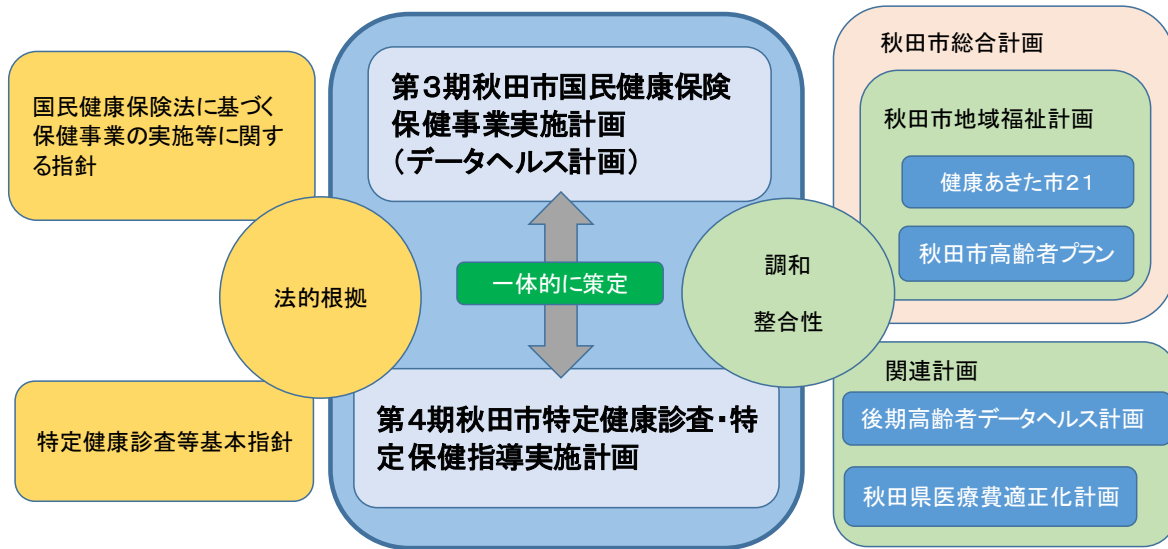 国民健康保険法に基づく
保健事業の実施等に関す
る指針
法的根拠
特定健康診査等基本指針
第３期秋田市国民健康保険
保健事業実施計画
（データヘルス計画）
一体的に策定
第４期秋田市特定健康診査・特
定保健指導実施計画
調和
整合性
秋田市総合計画
秋田市地域福祉計画
健康あきた市２１
秋田市高齢者プラン
関連計画
後期高齢者データヘルス計画
秋田県医療費適正化計画